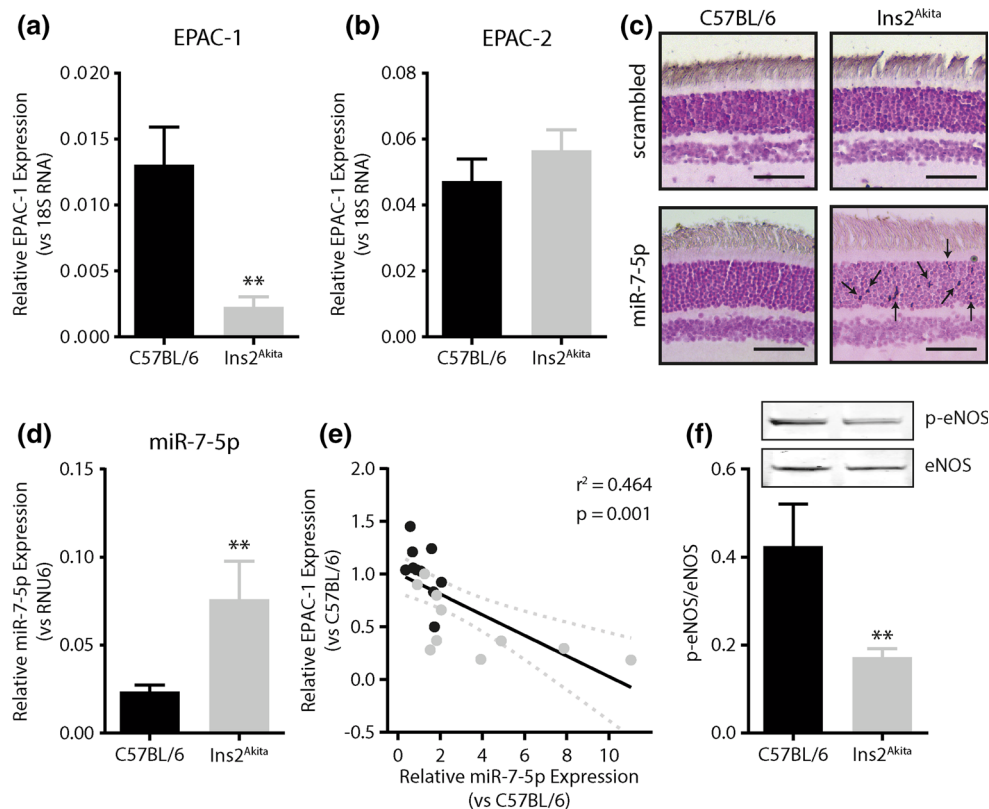 (a)
EPAC-1
Relative EPAC-1 Expression
(vs 18S RNA)
0.020
0.015
0.010
0.005
0.000
**
C57BL/6
Ins2Akita
(b)
EPAC-2
Relative EPAC-1 Expression
(vs 18S RNA)
0.08
0.06
0.04
0.02
0.00
C57BL/6
Ins2Akita
(c)
C57BL/6
Ins2Akita
scrambled
miR-7-5p
*
(d)
miR-7-5p
Relative miR-7-5p Expression
(vs RNU6)
0.15
0.10
0.05
0.00
**
C57BL/6
Ins2Akita
(e)
Relative EPAC-1 Expression
(vs C57BL/6)
2.0
1.5
1.0
0.5
0.0
-0.5
r2 = 0.464
p = 0.001
0
2
4
6
8
10
Relative miR-7-5p Expression
(vs C57BL/6)
(f)
p-eNOS
eNOS
p-eNOS/eNOS
0.6
0.4
0.2
0.0
**
C57BL/6
Ins2Akita